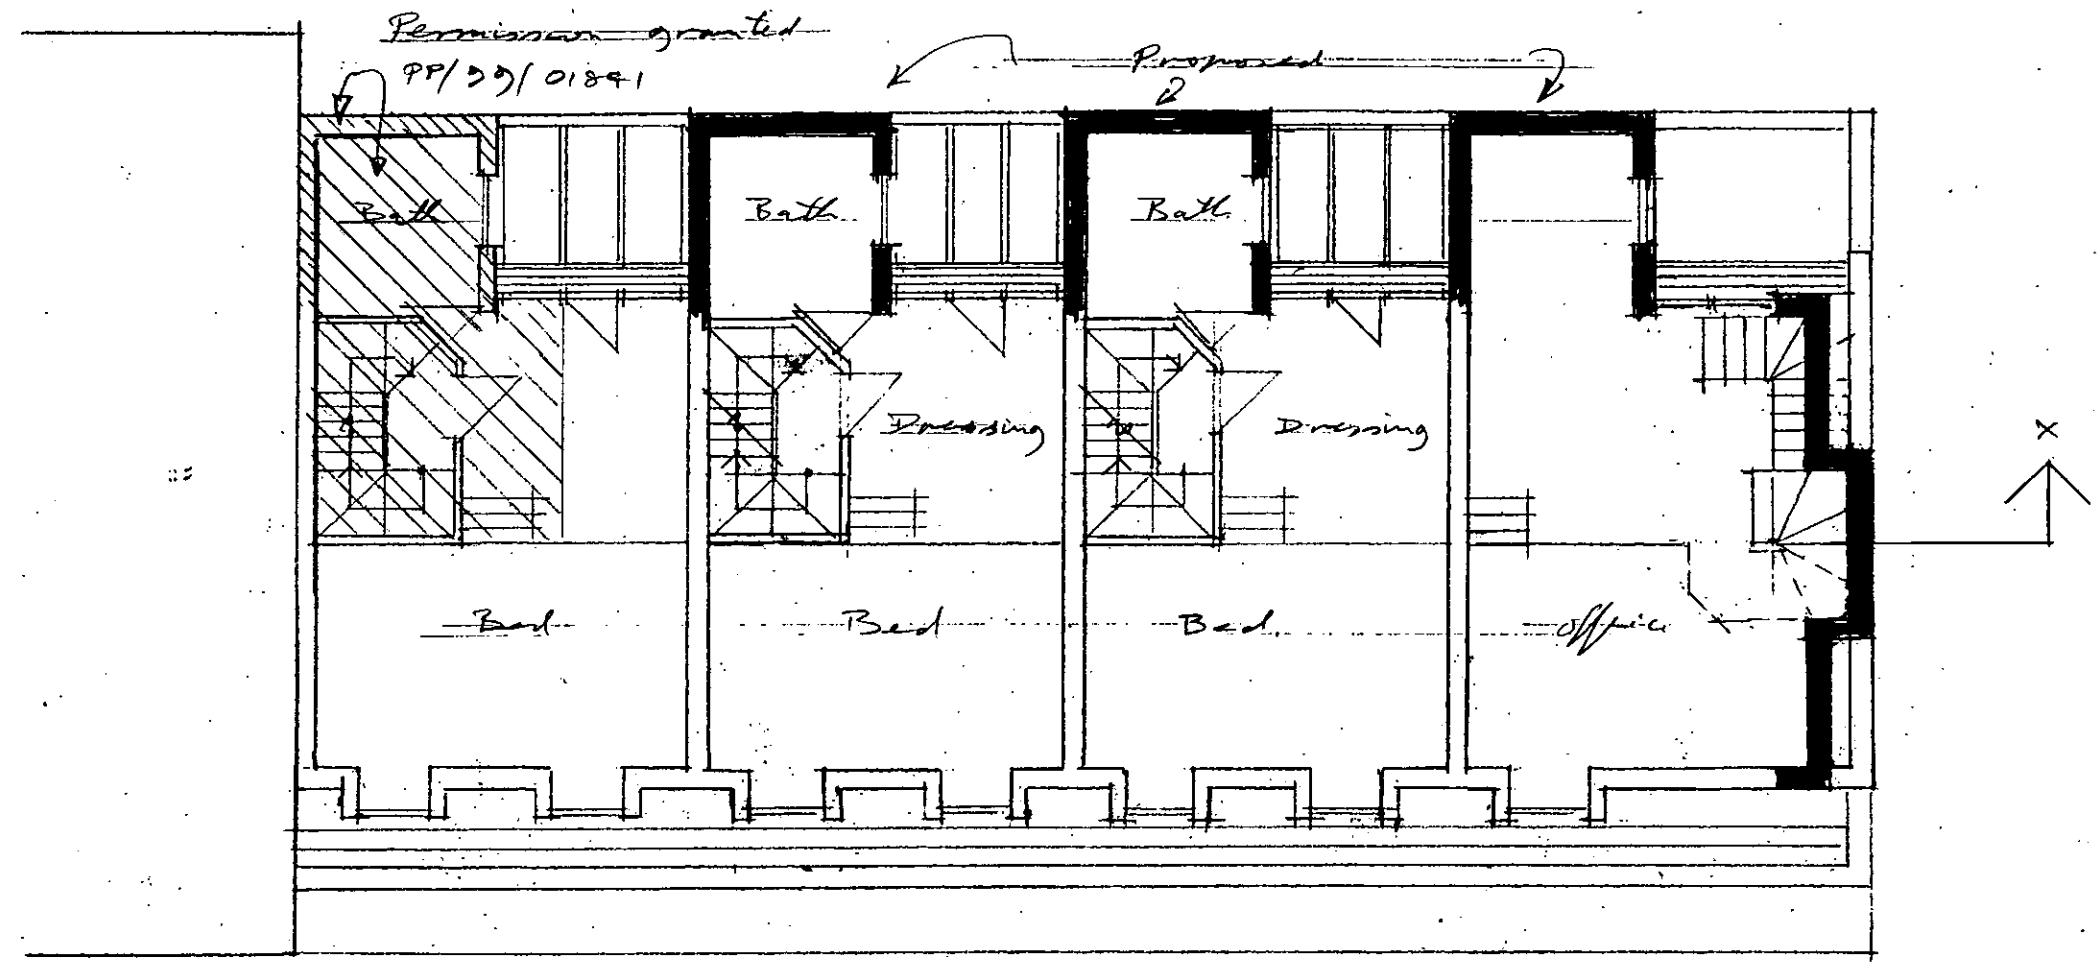 Permission granted
PP/99/01841
Proposed
Bath
Bath
Bath
Dressing
Dressing
X
Bed
Bed
Bed
office